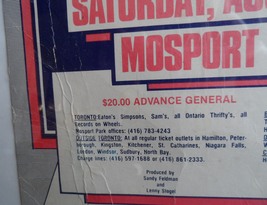 SATURDAY, AU
MOSPORT
$20.00 ADVANCE GENERAL
TORONTO: Eaton's Simpsons, Sam's, all Ontario Thrifty's, all
Records on Wheels.
Mosport Park offices: (416) 783-4243
OUTSIDE TORONTO: At all regular ticket outlets in Hamilton, Peter-
borough, Kingston, Kitchener, St. Catharines, Niagara Falls,
London, Windsor, Sudbury, North Bay.
Charge lines: (416) 597-1688 or (416) 861-2333.
Produced by
Sandy Feldman
and
Lenny Stogel